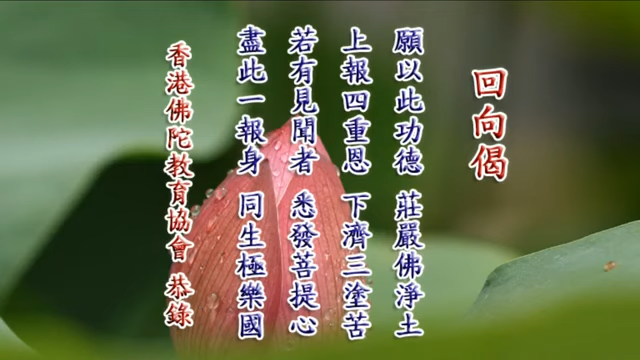 回向偈
願以此功德 莊嚴佛淨土
上報四重恩 下濟三塗苦
若有見聞者 悉發菩提心
盡此一報身 同生極樂國
香港佛陀教育協會 恭錄